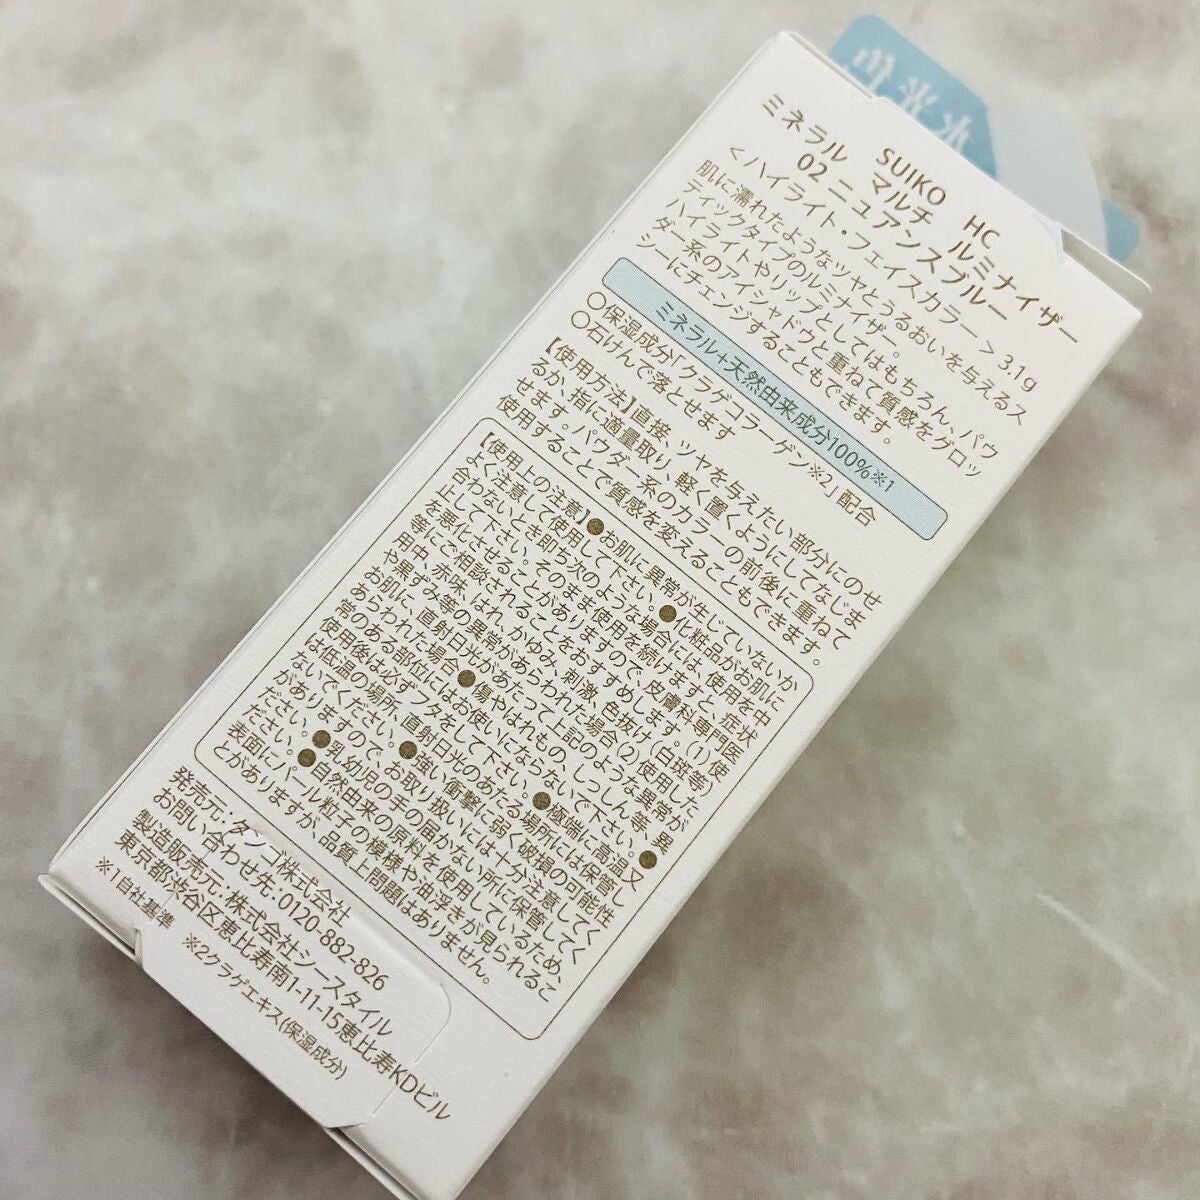 SUIKO HC
ミネラル マルチ ルミナイザー
02 ニュアンスブルー
<ハイライト・フェイスカラー> 3.1g
肌に濡れたようなツヤとうるおいを与えるス
ティックタイプのルミナイザー。
ハイライトやリップとしてはもちろん、パウ
ダー系のアイシャドウと重ねて質感をグロッ
シーにチェンジすることもできます。
ミネラル+天然由来成分100%※1
○保湿成分「クラゲコラーゲン※2」配合
○石けんで落とせます
【使用方法】直接、ツヤを与えたい部分にのせ
るか、指に適量取り、軽く置くようにしてなじま
せます。パウダー系のカラーの前後に重ねて
使用することで質感を変えることもできます。
【使用上の注意】●お肌に異常が生じていないか
よく注意して使用して下さい。●化粧品がお肌に
合わないとき即ち次のような場合には、使用を中
止して下さい。そのまま使用を続けますと、症状
を悪化させることがありますので、皮膚科専門医
等にご相談されることをおすすめします。(1)使
用中、赤味、はれ、かゆみ、刺激、色抜け(白斑等)
や黒ずみ等の異常があらわれた場合(2)使用した
お肌に、直射日光があたって上記のような異常が
あらわれた場合●傷やはれもの、しっしん等、異
常のある部位にはお使いにならないで下さい。●
使用後は必ずフタをして下さい。●極端に高温又
は低温の場所、直射日光のあたる場所には保管し
ないでください。●強い衝撃に弱く破損の可能性
がありますので、お取り扱いには十分注意してく
ださい。●乳幼児の手の届かない所に保管してく
ださい。●自然由来の原料を使用しているため、
表面にパール粒子の模様や油浮きが見られるこ
とがありますが、品質上問題はありません。
発売元:タンゴ株式会社
お問い合わせ先:0120-882-826
製造販売元:株式会社シースタイル
東京都渋谷区恵比寿南1-11-15恵比寿KDビル
※1自社基準 ※2クラゲエキス(保湿成分)